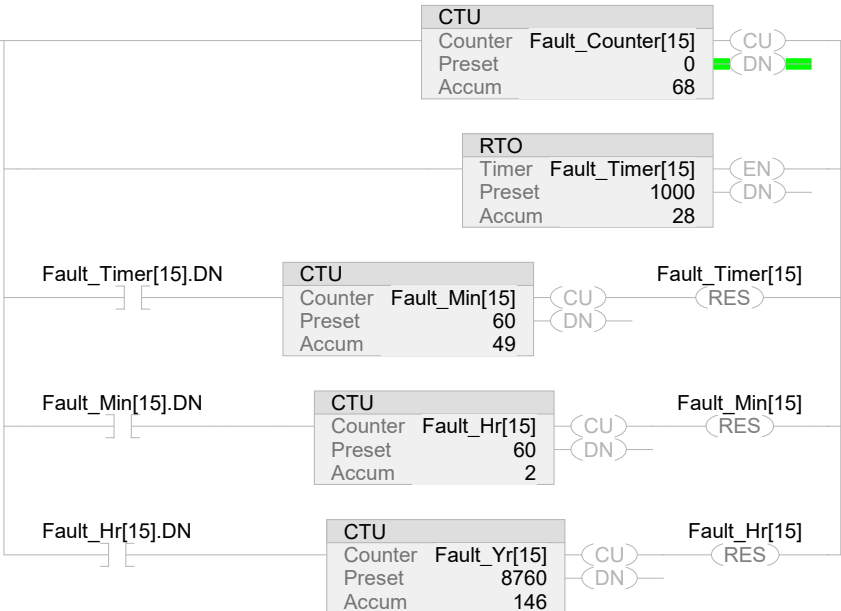 CTU
Counter Fault_Counter[15] CU
Preset 0 DN
Accum 68
RTO
Timer Fault_Timer[15] EN
Preset 1000 DN
Accum 28
Fault_Timer[15].DN CTU Fault_Timer[15]
Counter Fault_Min[15] CU RES
Preset 60 DN
Accum 49
Fault_Min[15].DN CTU Fault_Min[15]
Counter Fault_Hr[15] CU RES
Preset 60 DN
Accum 2
Fault_Hr[15].DN CTU Fault_Hr[15]
Counter Fault_Yr[15] CU RES
Preset 8760 DN
Accum 146